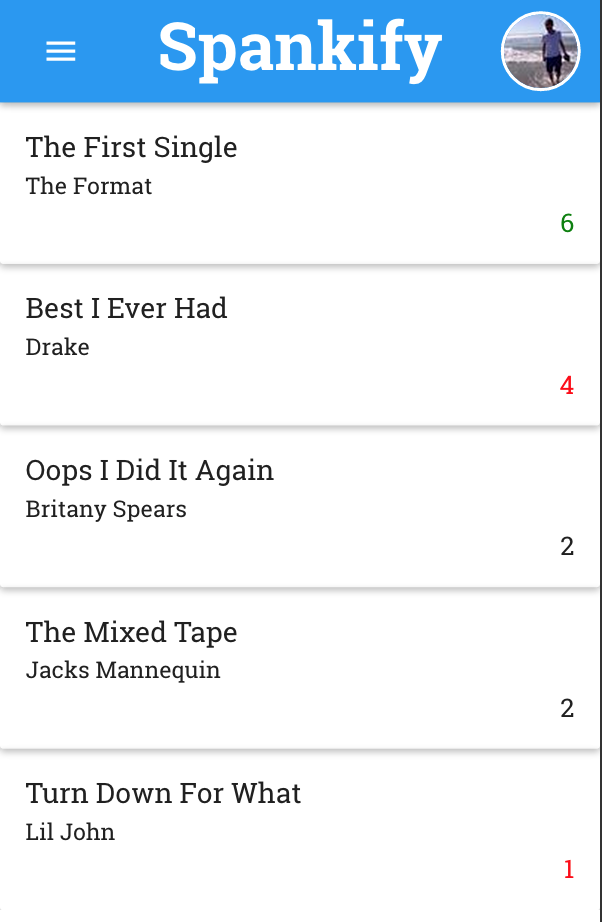 Spankify
The First Single
The Format
6
Best I Ever Had
Drake
4
Oops I Did It Again
Britany Spears
2
The Mixed Tape
Jacks Mannequin
2
Turn Down For What
Lil John
1